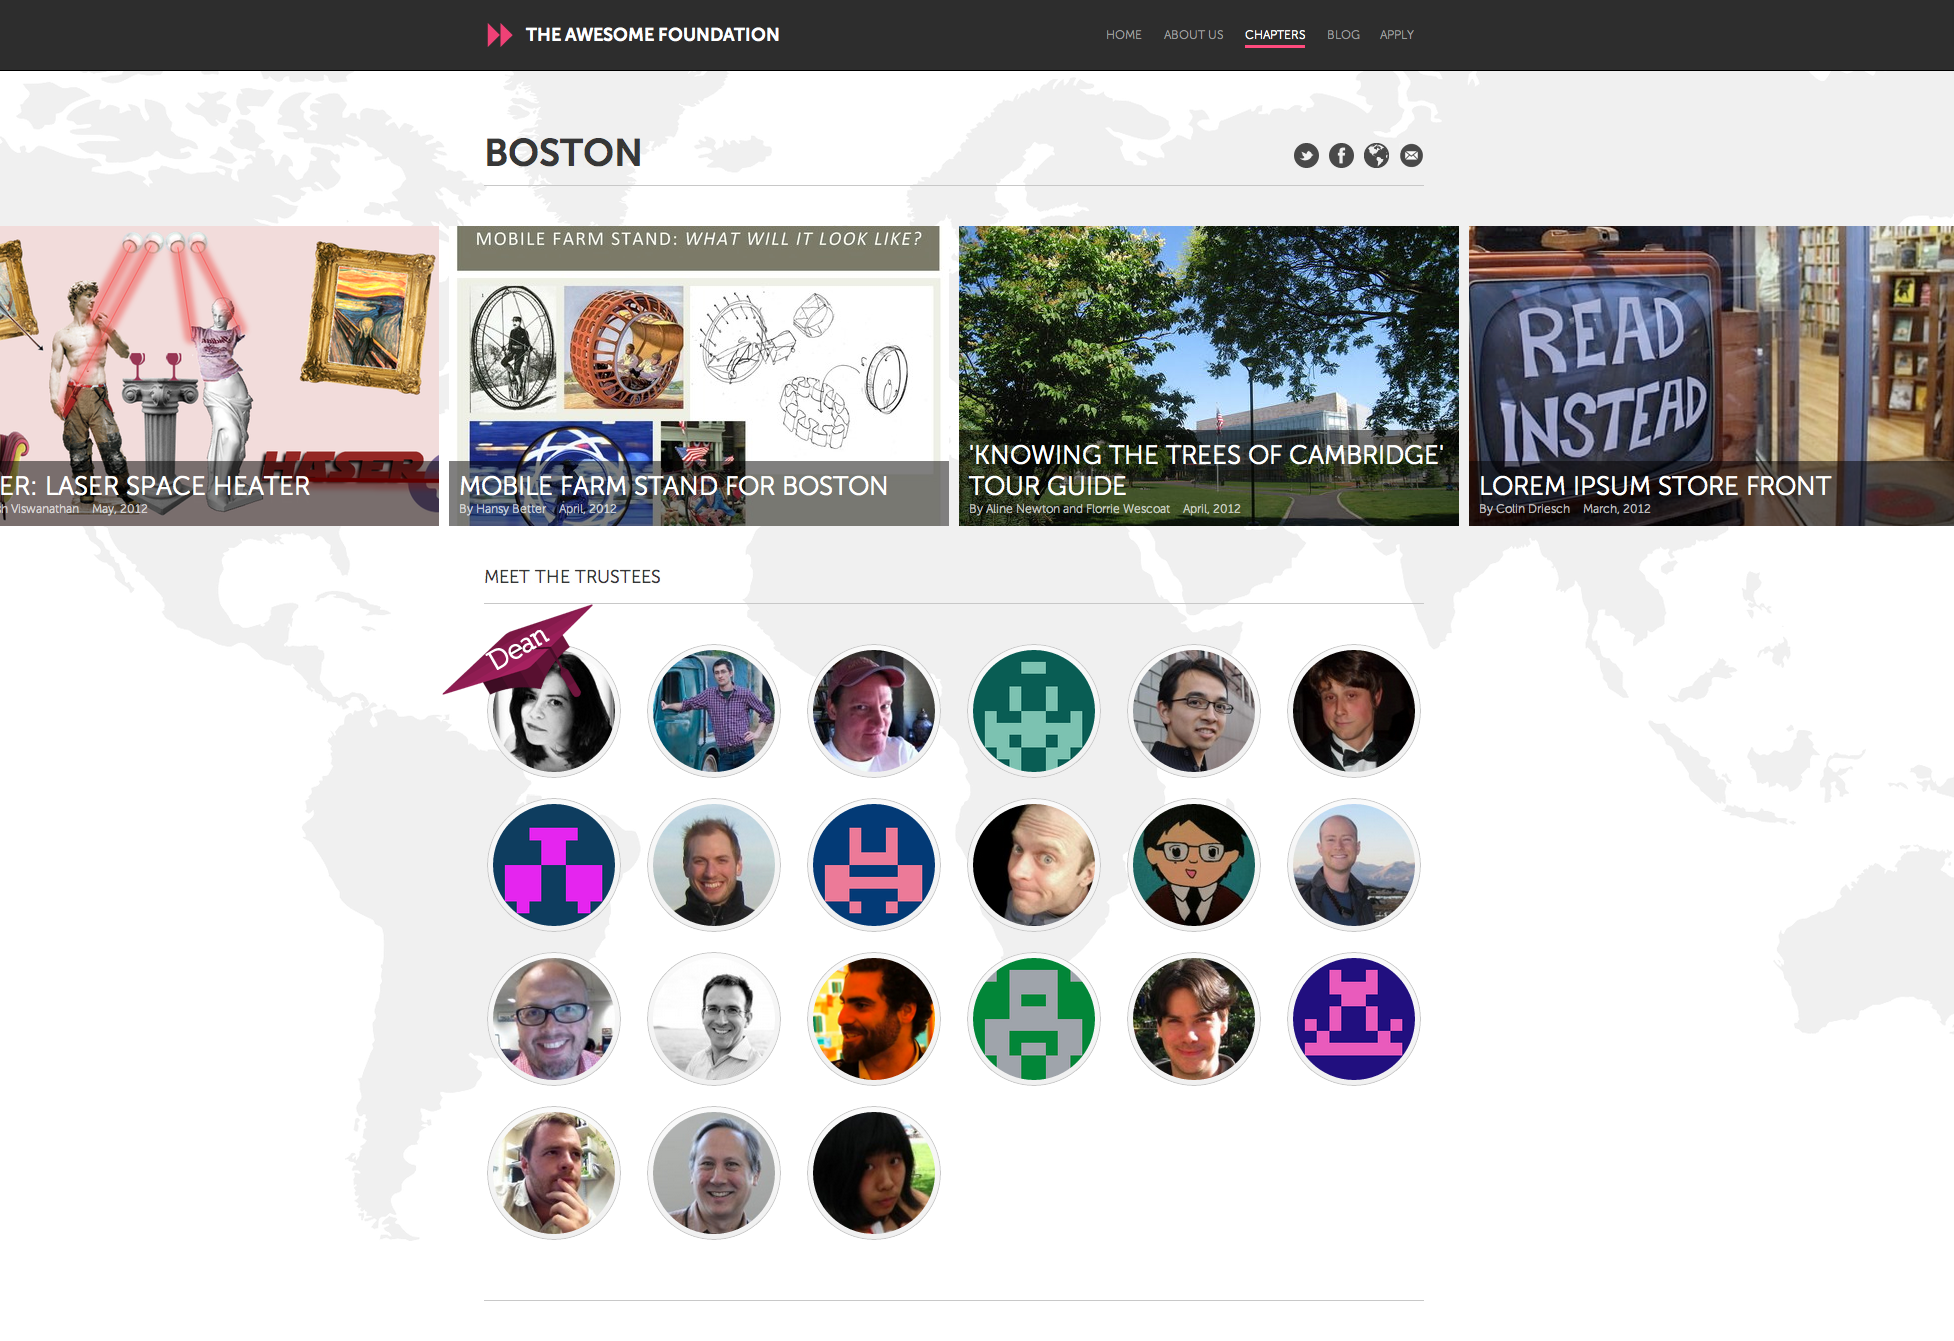 THE AWESOME FOUNDATION
HOME ABOUT US CHAPTERS BLOG APPLY
BOSTON
HASER
ER: LASER SPACE HEATER
h Viswanathan May, 2012
MOBILE FARM STAND: WHAT WILL IT LOOK LIKE?
MOBILE FARM STAND FOR BOSTON
By Hansy Better April, 2012
'KNOWING THE TREES OF CAMBRIDGE'
TOUR GUIDE
By Aline Newton and Florrie Wescoat April, 2012
READ
INSTEAD
LOREM IPSUM STORE FRONT
By Colin Driesch March, 2012
MEET THE TRUSTEES
Dean